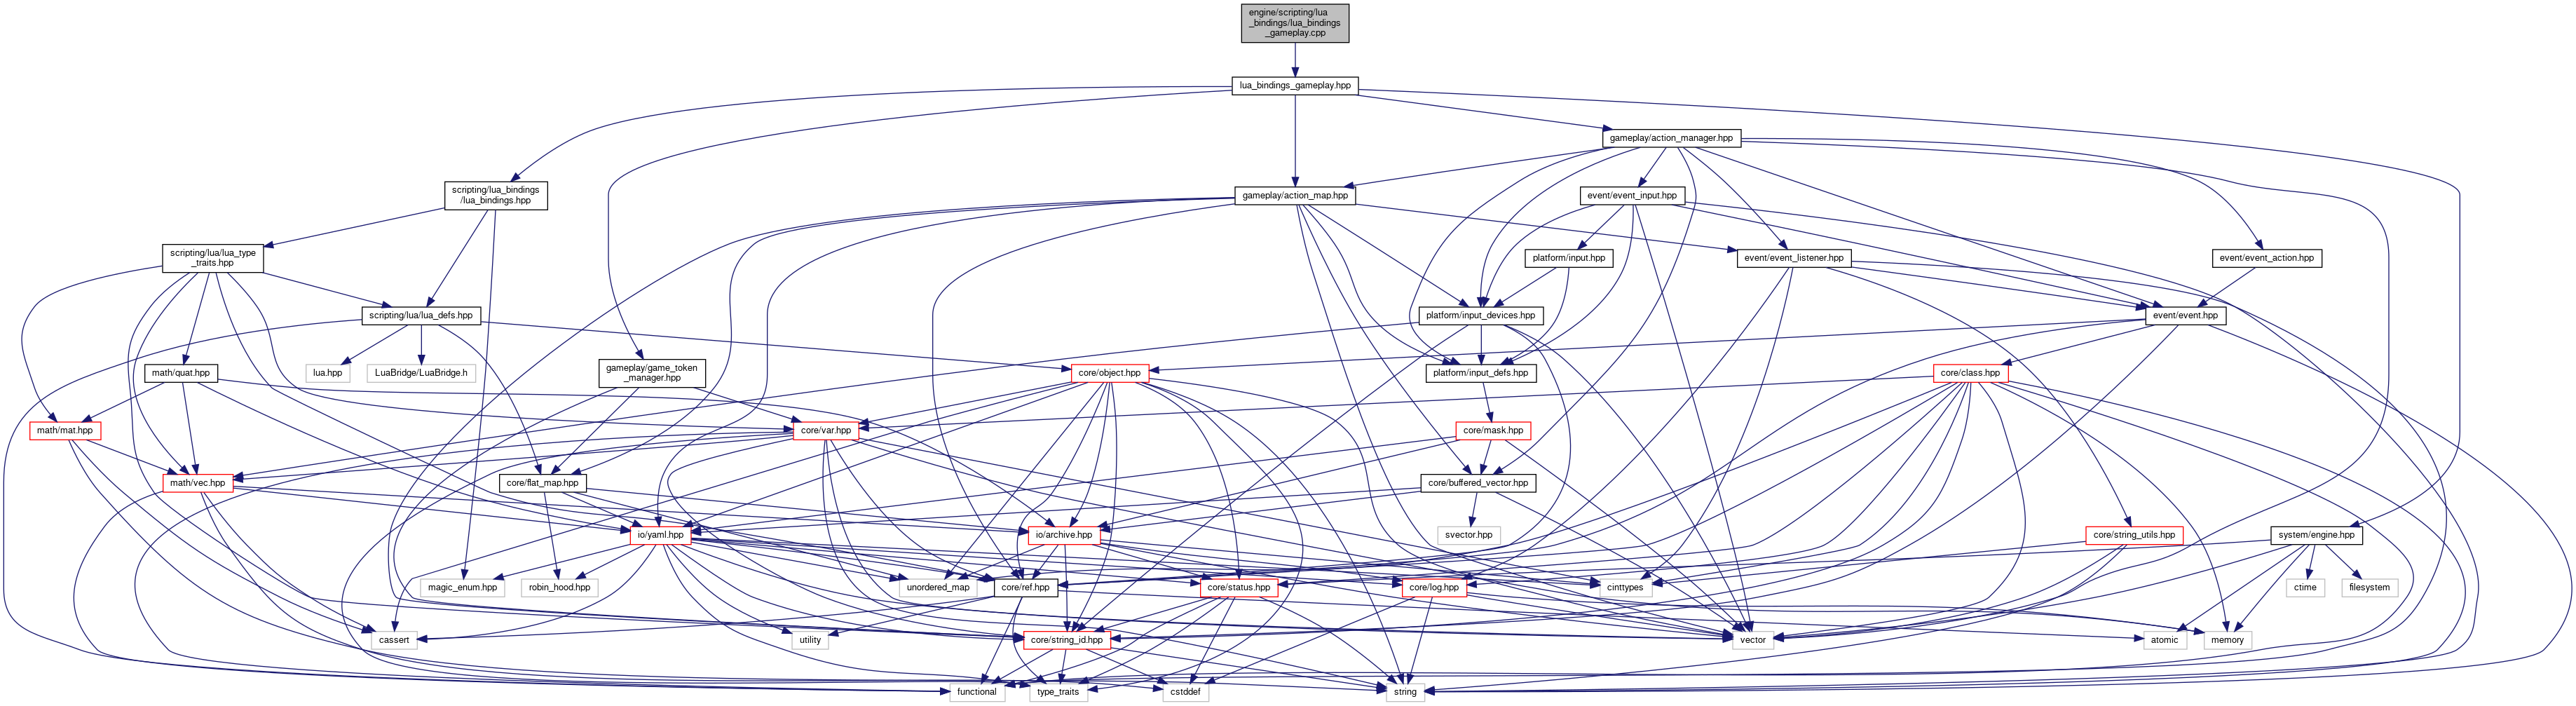 engine/scripting/lua
_bindings/lua_bindings
_gameplay.cpp
lua_bindings_gameplay.hpp
gameplay/action_manager.hpp
scripting/lua_bindings
/lua_bindings.hpp
gameplay/action_map.hpp
event/event_input.hpp
scripting/lua/lua_type
_traits.hpp
platform/input.hpp
event/event_listener.hpp
event/event_action.hpp
scripting/lua/lua_defs.hpp
platform/input_devices.hpp
event/event.hpp
math/quat.hpp
lua.hpp
LuaBridge/LuaBridge.h
gameplay/game_token
_manager.hpp
core/object.hpp
platform/input_defs.hpp
core/class.hpp
math/mat.hpp
core/var.hpp
core/mask.hpp
math/vec.hpp
core/flat_map.hpp
core/buffered_vector.hpp
io/yaml.hpp
io/archive.hpp
svector.hpp
core/string_utils.hpp
system/engine.hpp
magic_enum.hpp
robin_hood.hpp
unordered_map
core/ref.hpp
core/status.hpp
core/log.hpp
cinttypes
ctime
filesystem
cassert
utility
core/string_id.hpp
vector
atomic
memory
functional
type_traits
cstddef
string